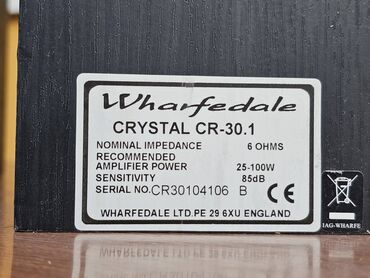 Wharfedale
CRYSTAL CR-30.1
NOMINAL IMPEDANCE 6 OHMS
RECOMMENDED
AMPLIFIER POWER 25-100W
SENSITIVITY 85dB
SERIAL NO. CR30104106 B CE
WHARFEDALE LTD.PE 29 6XU ENGLAND
IAG-WHARFE